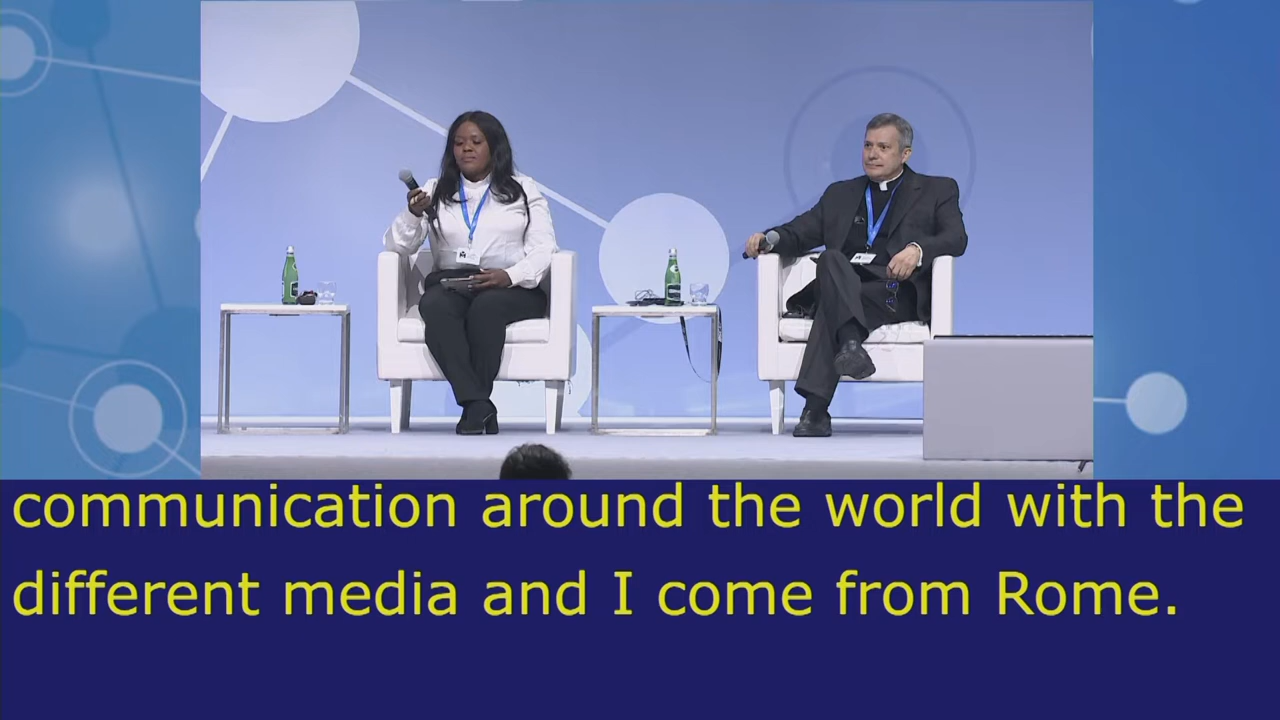 communication around the world with the
different media and I come from Rome.